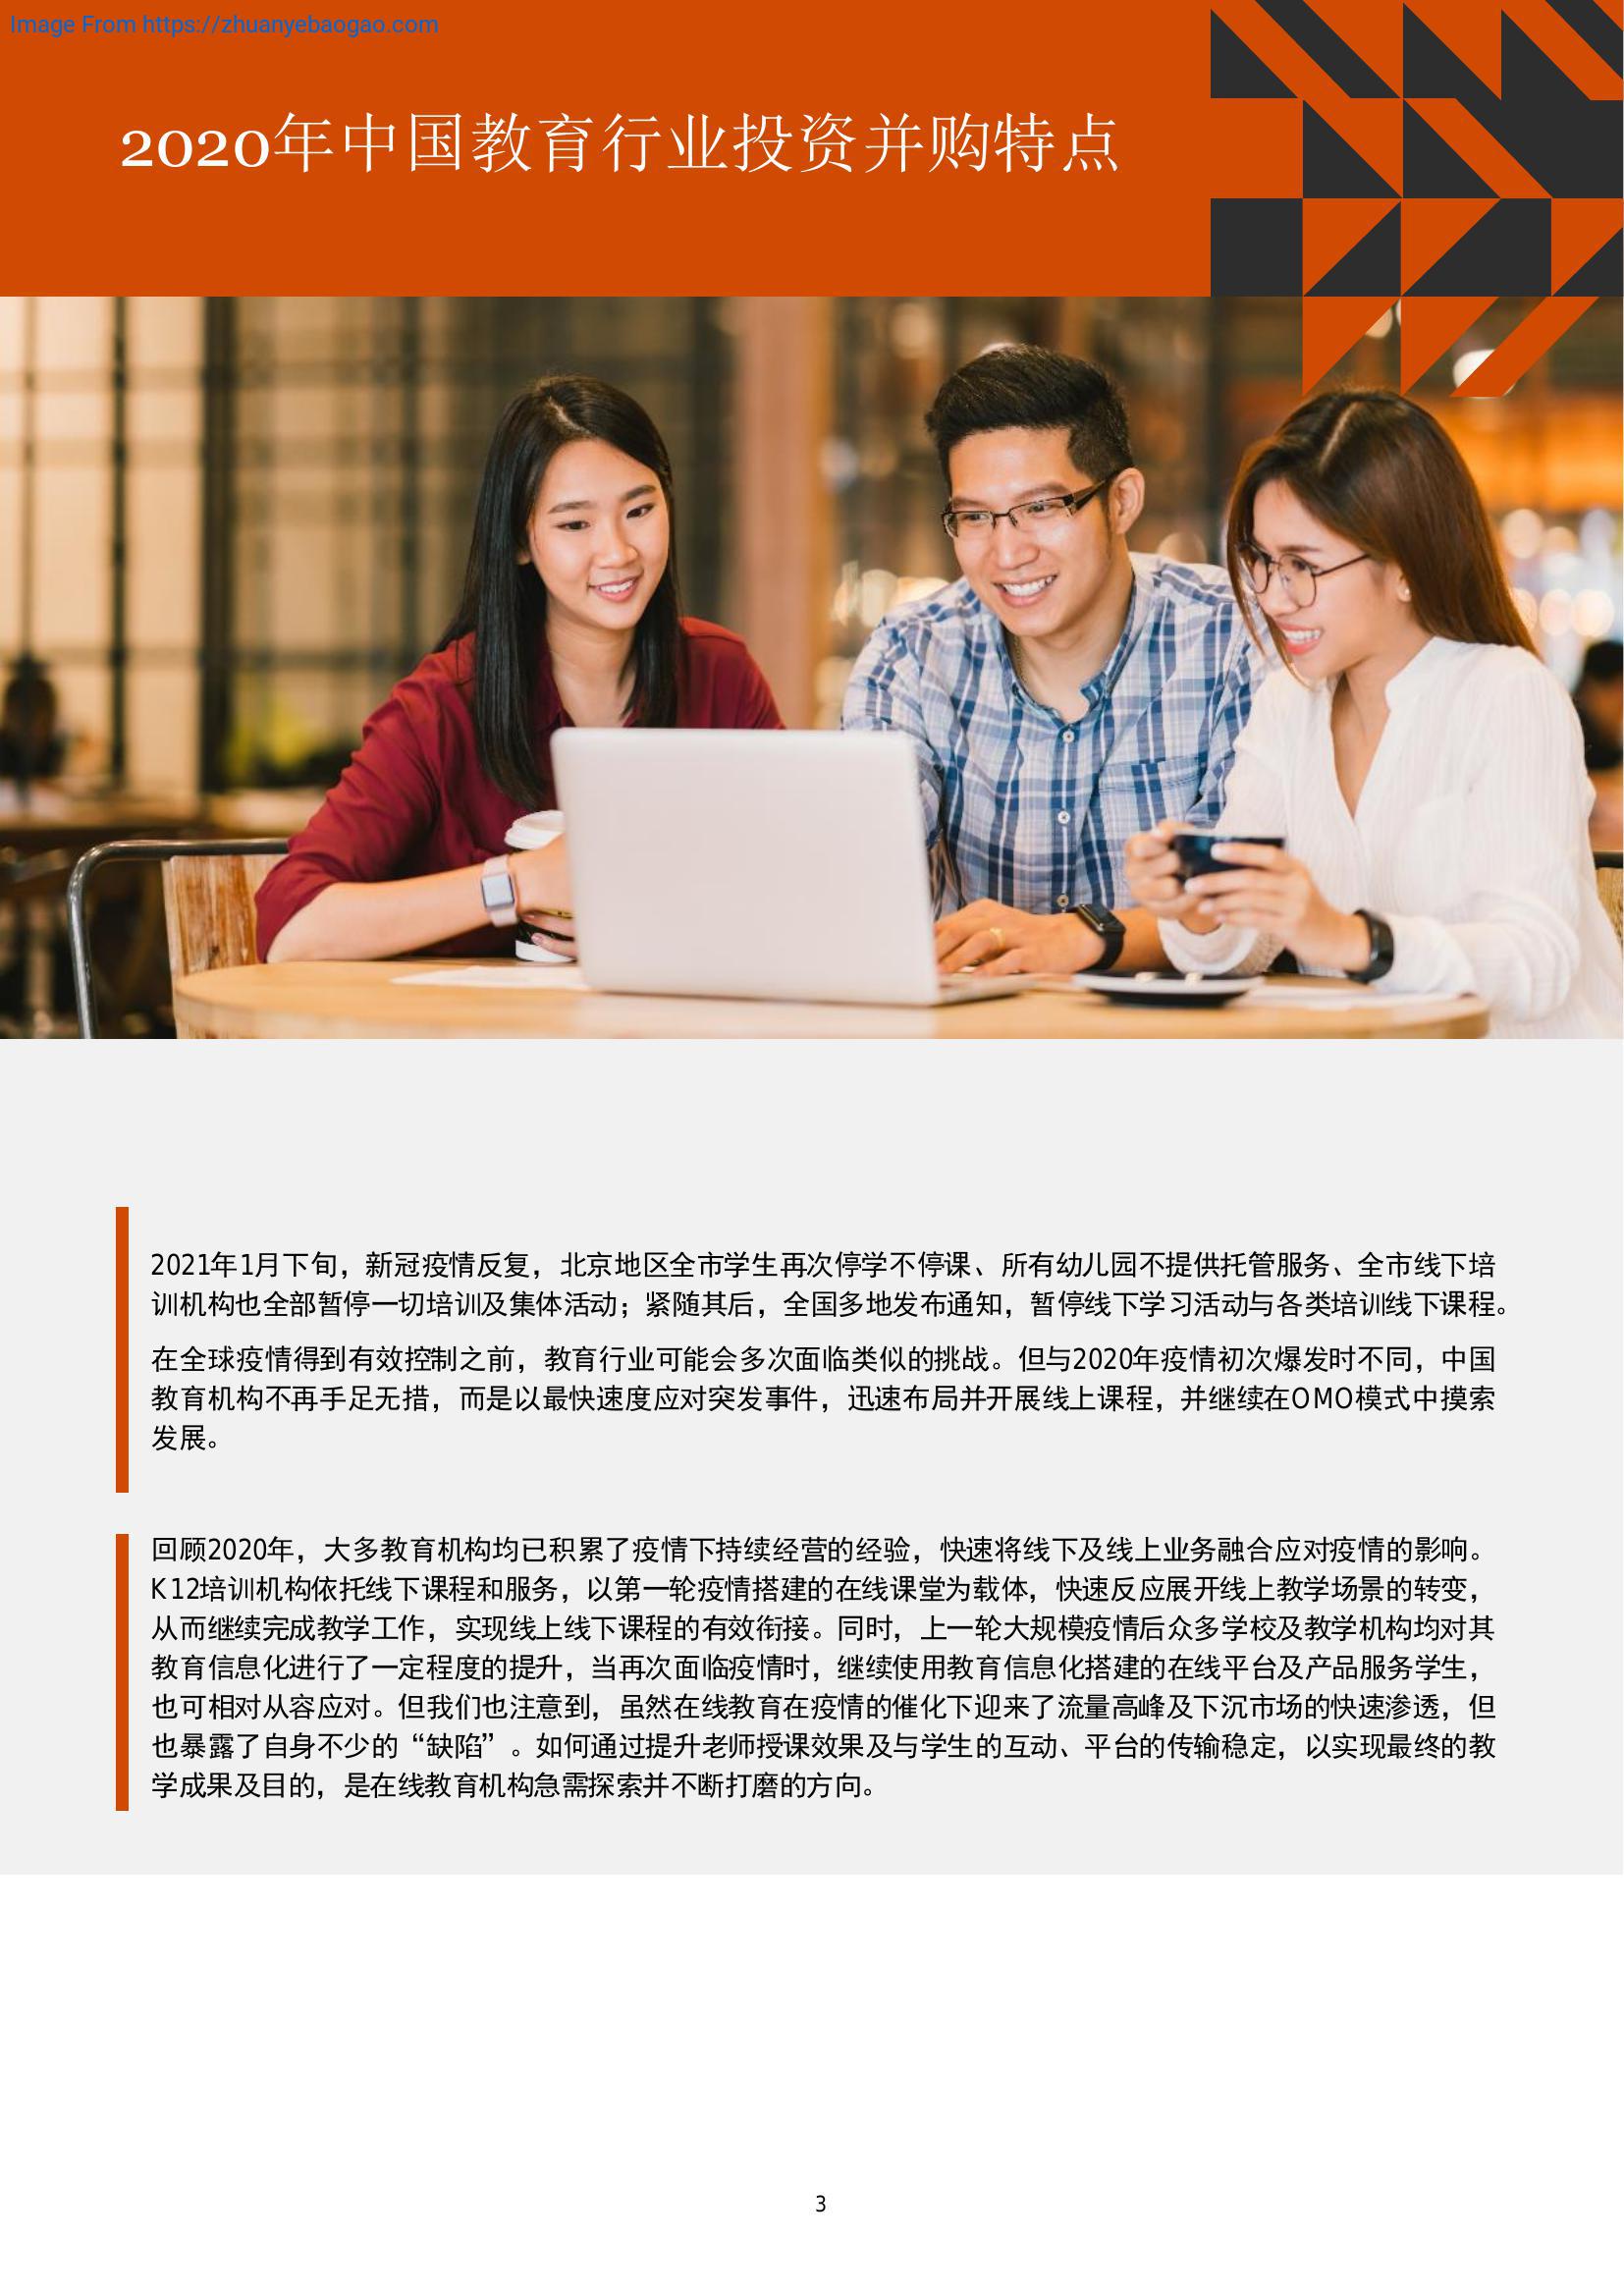 Image From https://zhuanyebaogao.com
2020年中国教育行业投资并购特点
2021年1月下旬，新冠疫情反复，北京地区全市学生再次停学不停课、所有幼儿园不提供托管服务、全市线下培
训机构也全部暂停一切培训及集体活动；紧随其后，全国多地发布通知，暂停线下学习活动与各类培训线下课程。
在全球疫情得到有效控制之前，教育行业可能会多次面临类似的挑战。但与2020年疫情初次爆发时不同，中国
教育机构不再手足无措，而是以最快速度应对突发事件，迅速布局并开展线上课程，并继续在OMO模式中摸索
发展。
回顾2020年，大多教育机构均已积累了疫情下持续经营的经验，快速将线下及线上业务融合应对疫情的影响。
K12培训机构依托线下课程和服务，以第一轮疫情搭建的在线课堂为载体，快速反应展开线上教学场景的转变，
从而继续完成教学工作，实现线上线下课程的有效衔接。同时，上一轮大规模疫情后众多学校及教学机构均对其
教育信息化进行了一定程度的提升，当再次面临疫情时，继续使用教育信息化搭建的在线平台及产品服务学生，
也可相对从容应对。但我们也注意到，虽然在线教育在疫情的催化下迎来了流量高峰及下沉市场的快速渗透，但
也暴露了自身不少的“缺陷”。如何通过提升老师授课效果及与学生的互动、平台的传输稳定，以实现最终的教
学成果及目的，是在线教育机构急需探索并不断打磨的方向。
3